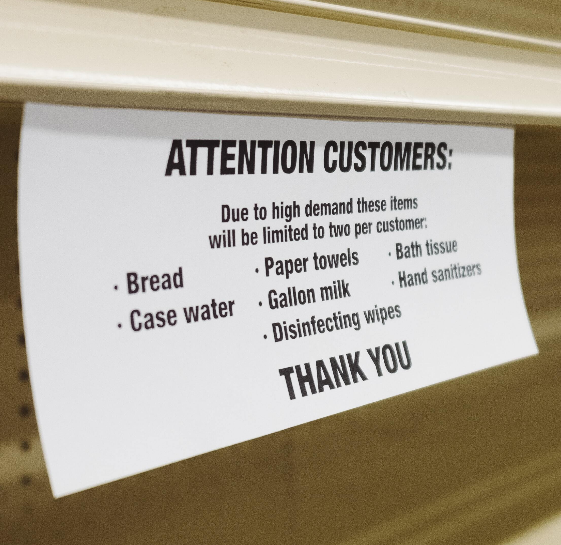 ATTENTION CUSTOMERS:
Due to high demand these items
will be limited to two per customer:
· Bread
· Case water
· Paper towels
· Gallon milk
· Disinfecting wipes
· Bath tissue
· Hand sanitizers
THANK YOU